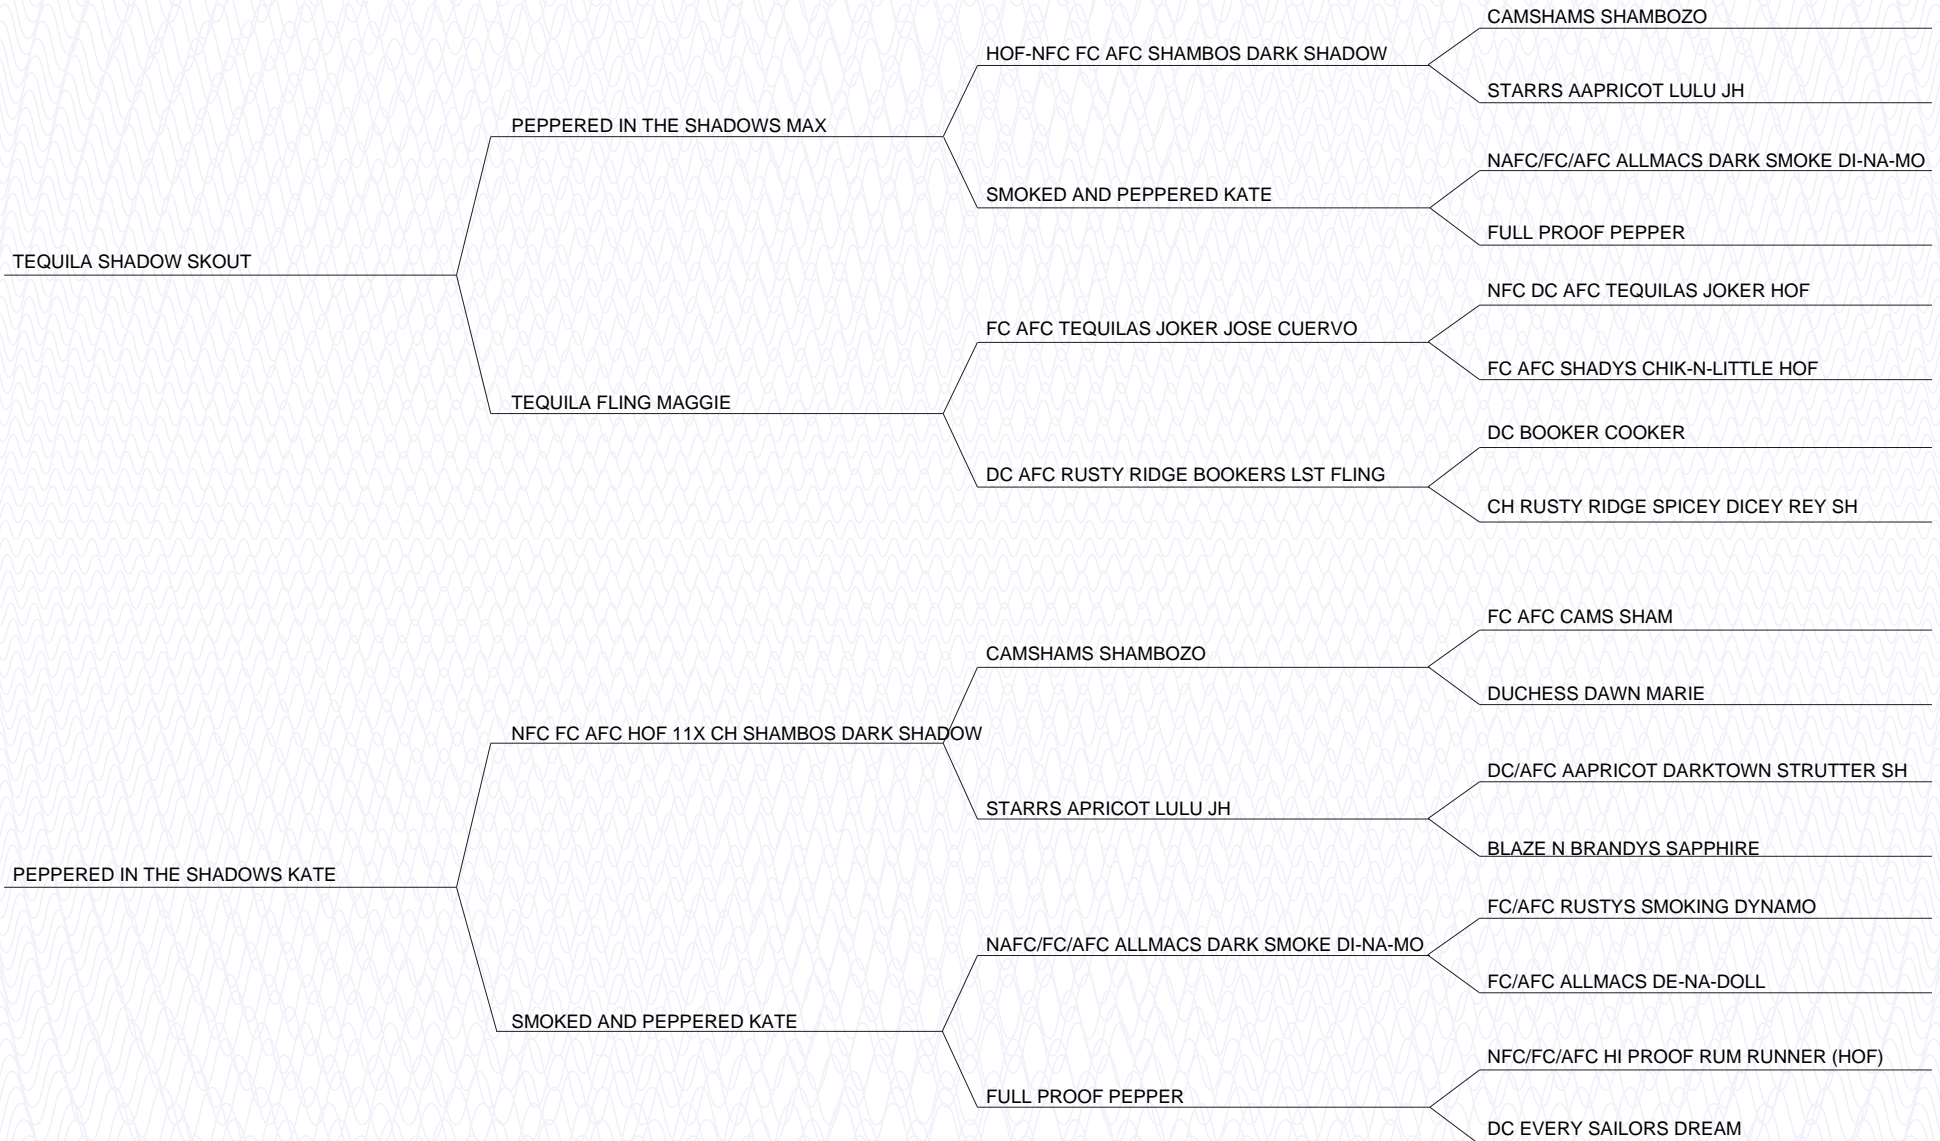 CAMSHAMS SHAMBOZO
HOF-NFC FC AFC SHAMBOS DARK SHADOW
STARRS AAPRICOT LULU JH
PEPPERED IN THE SHADOWS MAX
NAFC/FC/AFC ALLMACS DARK SMOKE DI-NA-MO
SMOKED AND PEPPERED KATE
FULL PROOF PEPPER
TEQUILA SHADOW SKOUT
NFC DC AFC TEQUILAS JOKER HOF
FC AFC TEQUILAS JOKER JOSE CUERVO
FC AFC SHADYS CHIK-N-LITTLE HOF
TEQUILA FLING MAGGIE
DC BOOKER COOKER
DC AFC RUSTY RIDGE BOOKERS LST FLING
CH RUSTY RIDGE SPICEY DICEY REY SH
FC AFC CAMS SHAM
CAMSHAMS SHAMBOZO
DUCHESS DAWN MARIE
NFC FC AFC HOF 11X CH SHAMBOS DARK SHADOW
DC/AFC AAPRICOT DARKTOWN STRUTTER SH
STARRS APRICOT LULU JH
BLAZE N BRANDYS SAPPHIRE
PEPPERED IN THE SHADOWS KATE
FC/AFC RUSTYS SMOKING DYNAMO
NAFC/FC/AFC ALLMACS DARK SMOKE DI-NA-MO
FC/AFC ALLMACS DE-NA-DOLL
SMOKED AND PEPPERED KATE
NFC/FC/AFC HI PROOF RUM RUNNER (HOF)
FULL PROOF PEPPER
DC EVERY SAILORS DREAM